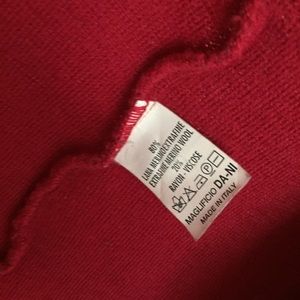 80%
LANA MERINO EXTRAFINE
EXTRAFINE MERINO WOOL
20%
RAYON - VISCOSE
MAGLIFICIO DA-NI
MADE IN ITALY